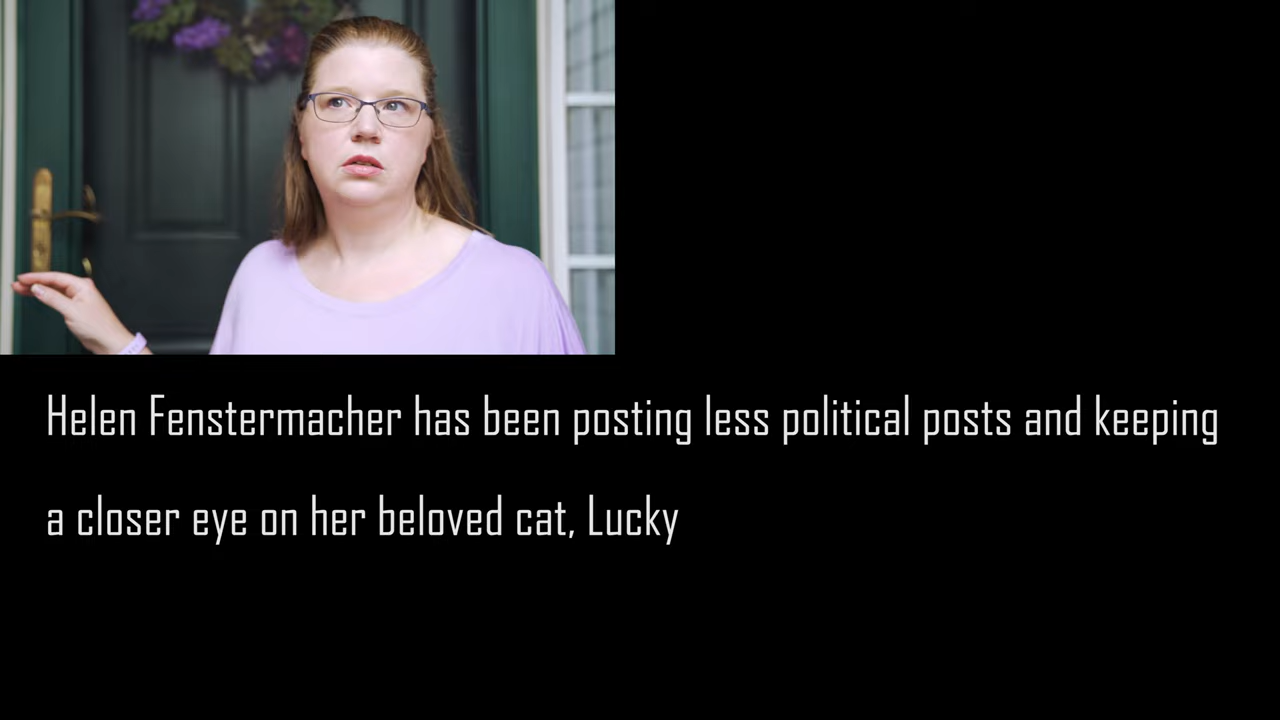 Helen Fenstermacher has been posting less political posts and keeping
a closer eye on her beloved cat, Lucky